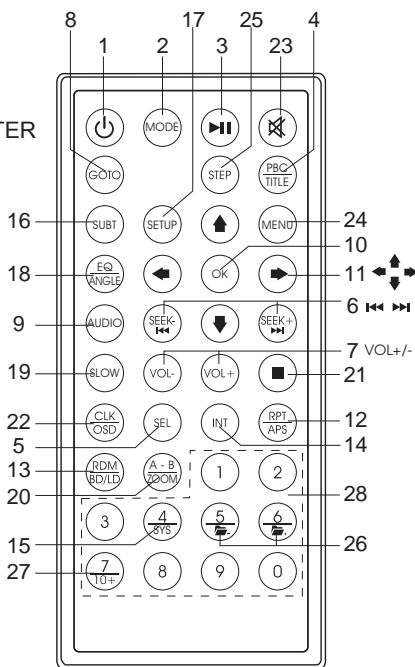 17 25
8 2 3 23 4
1
TER
MODE
GOTO STEP PBC
TITLE
16 SUBT SETUP MENU 24
10
18 EQ
ANGLE OK 11
6
9 AUDIO SEEK- SEEK+
7 VOL+/-
19 SLOW VOL- VOL+ 21
22 CLK
OSD SEL INT RPT
APS 12
5 14
13 RDM
BD/LD A - B
ZOOM 1 2
20 28
3 4
SYS 5
- 6
+
15 26
27 7
10+ 8 9 0